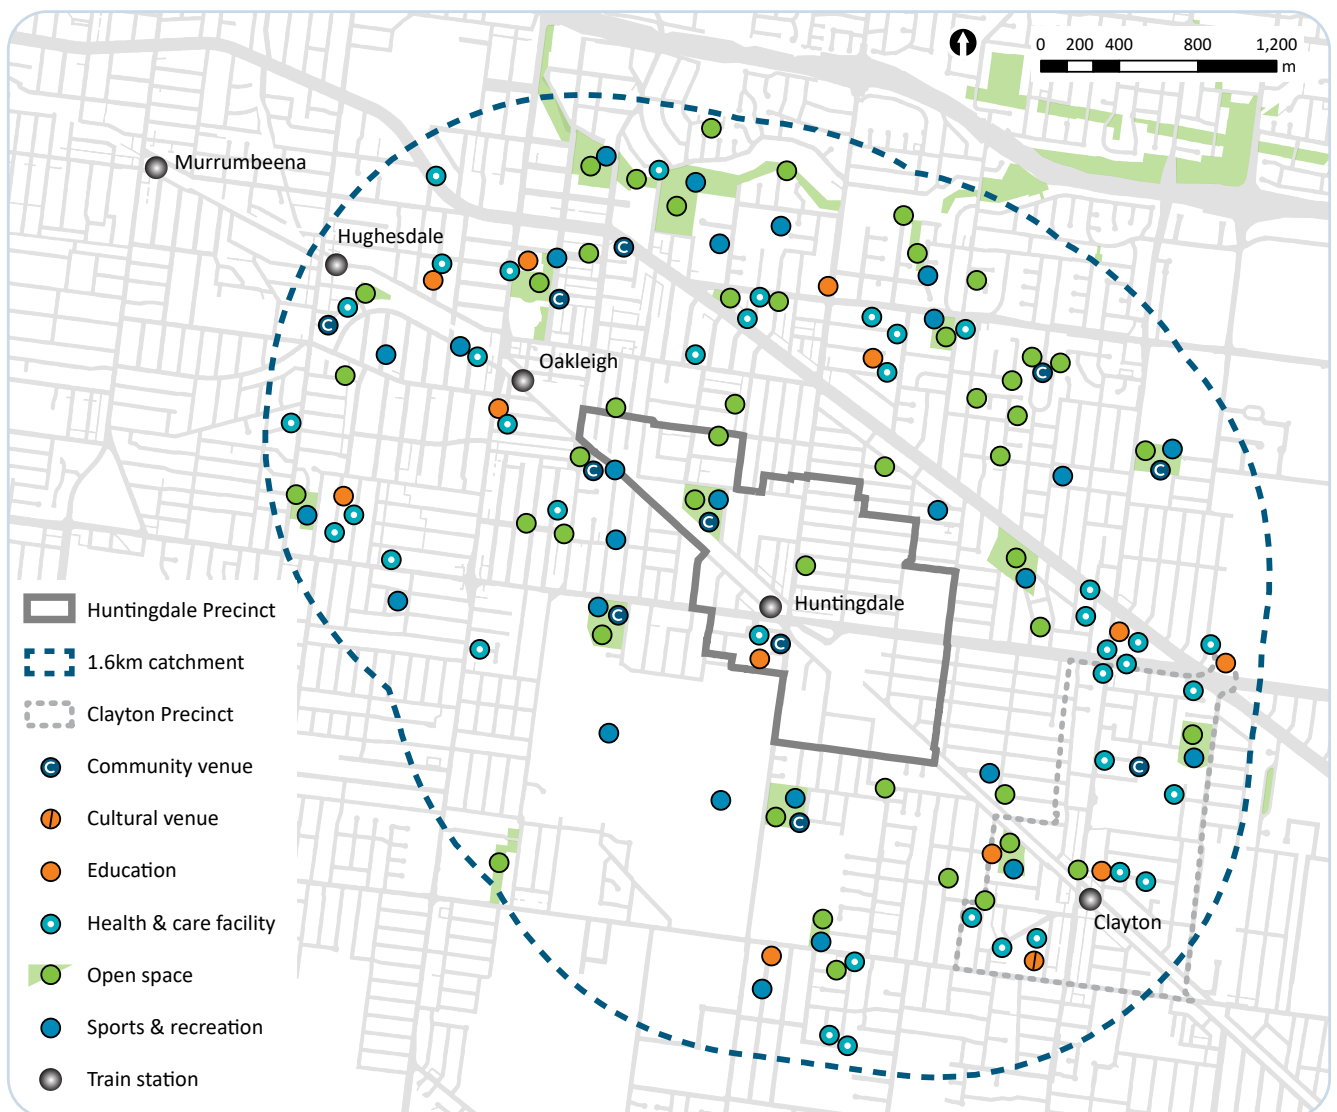 0 200 400 800 1,200
m
Murrumbeena
Hughesdale
Oakleigh
Huntingdale
Clayton
Huntingdale Precinct
1.6km catchment
Clayton Precinct
C Community venue
Cultural venue
Education
Health & care facility
Open space
Sports & recreation
Train station
C
C
C
C
C
C
C
C
C
C
C